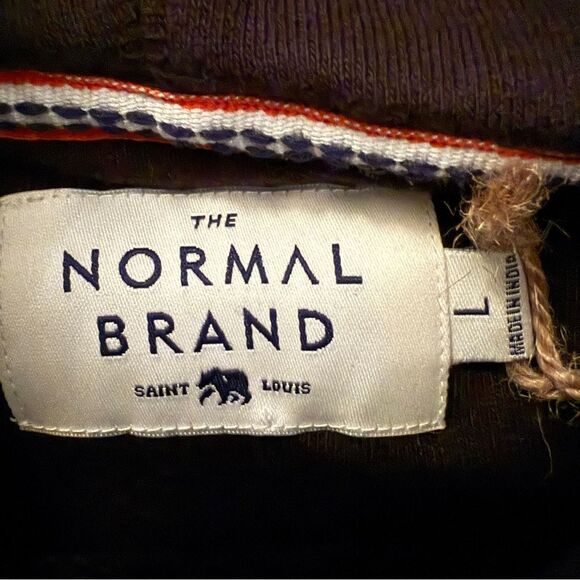 THE
NORMAL
BRAND
SAINT LOUIS
L
MADE IN INDIA